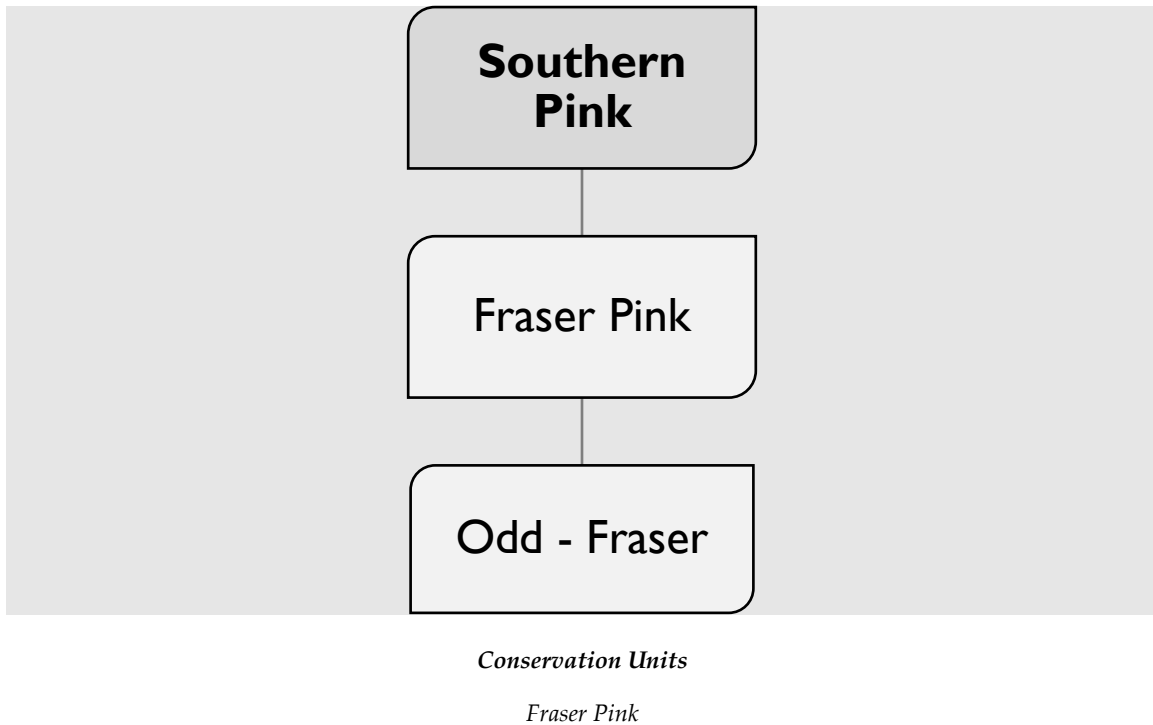 Southern
Pink
Fraser Pink
Odd - Fraser
Conservation Units
Fraser Pink